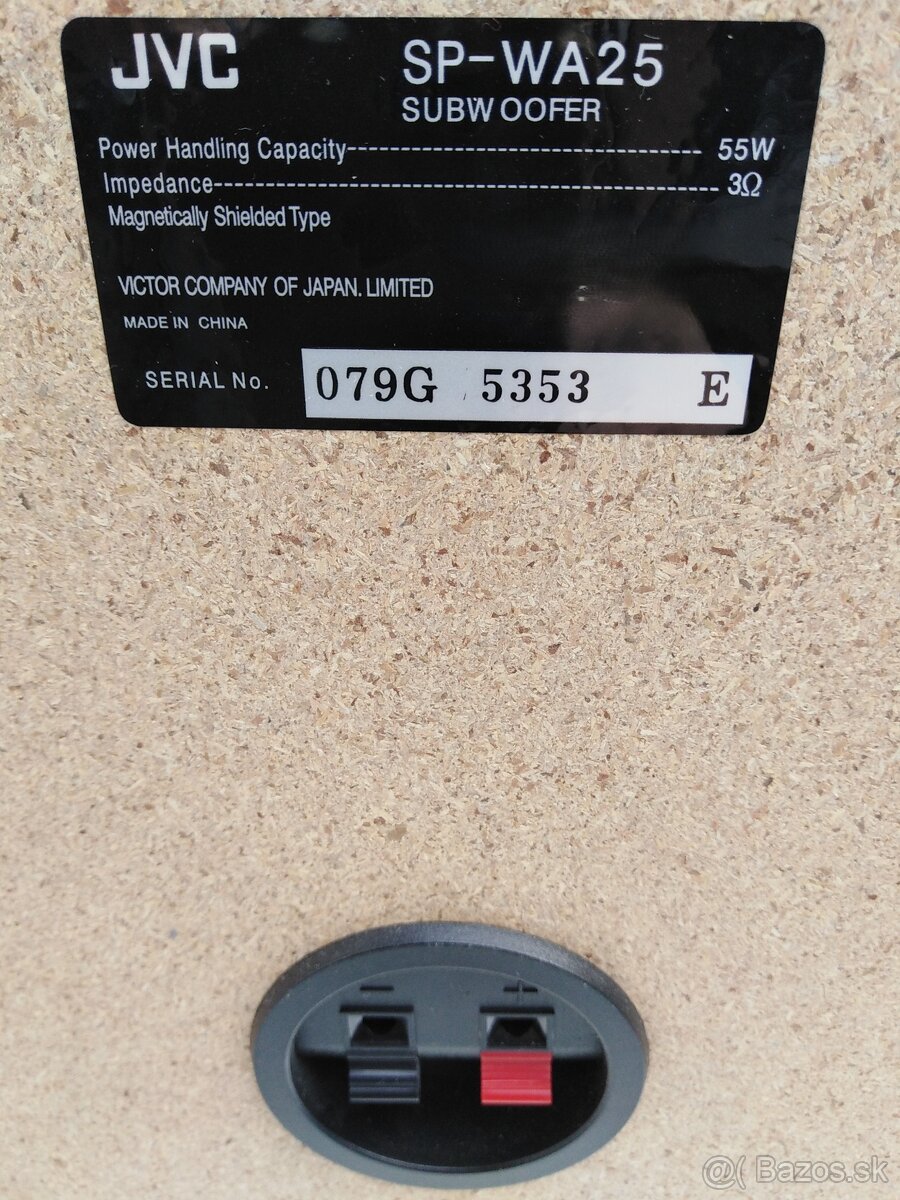 JVC SP-WA25
SUBWOOFER
Power Handling Capacity----------------------------------- 55W
Impedance------------------------------------------------- 3Ω
Magnetically Shielded Type
VICTOR COMPANY OF JAPAN. LIMITED
MADE IN CHINA
SERIAL No. 079G 5353 E
- +
@( Bazos.sk